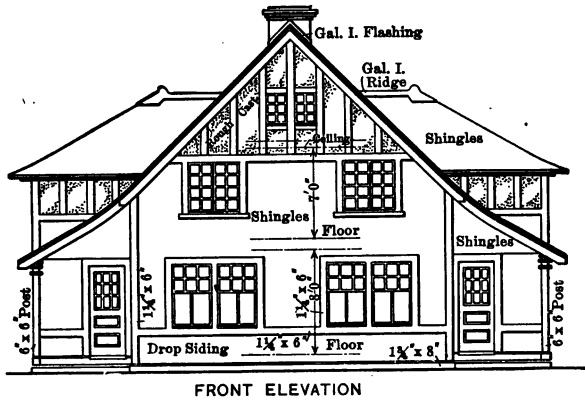 Gal. I. Flashing
Gal. I.
Ridge
Rough Cast
Ceiling
Shingles
7'0"
Shingles
Floor
Shingles
1¾" x 6"
1¾" x 6"
8'0"
6" x 6" Post
6" x 6" Post
Drop Siding
1¾" x 6"
Floor
1¾" x 8"
FRONT ELEVATION